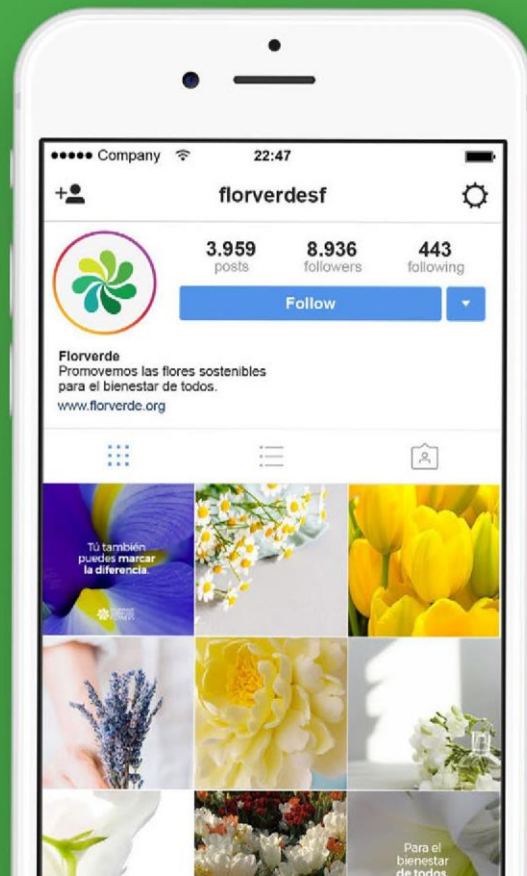 Company 22:47
florverdesf
3.959 8.936 443
posts followers following
Follow
Florverde
Promovemos las flores sostenibles
para el bienestar de todos.
www.florverde.org
Tú también
puedes marcar
la diferencia.
Para el
bienestar
de todos